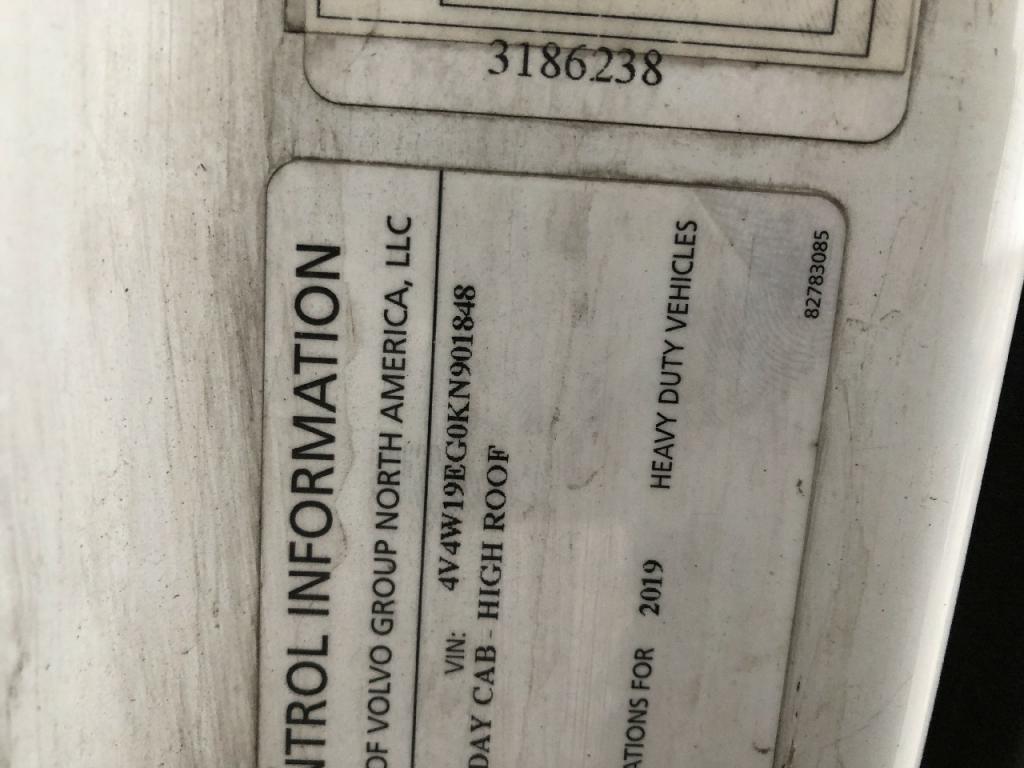 3186238
NTROL INFORMATION
OF VOLVO GROUP NORTH AMERICA, LLC
VIN: 4V4W19EG0KN901848
DAY CAB - HIGH ROOF
ATIONS FOR 2019 HEAVY DUTY VEHICLES
82783085